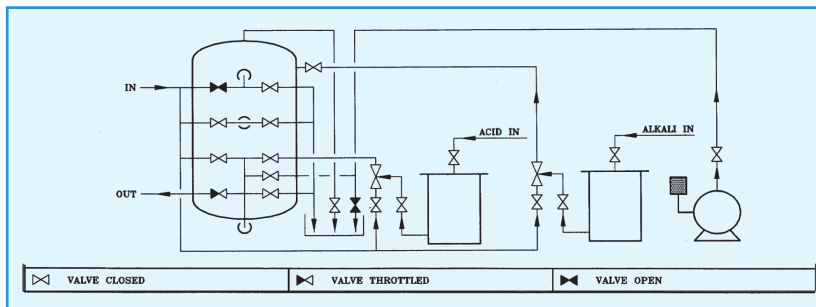 IN
ACID IN
ALKALI IN
OUT
VALVE CLOSED
VALVE THROTTLED
VALVE OPEN